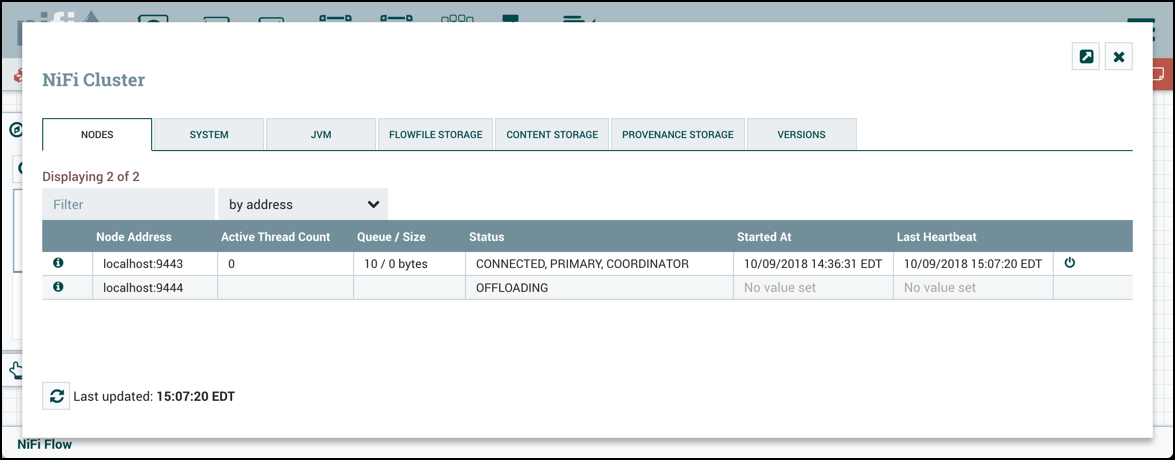 nifi
NiFi Cluster
NODES SYSTEM JVM FLOWFILE STORAGE CONTENT STORAGE PROVENANCE STORAGE VERSIONS
Displaying 2 of 2
Filter by address
Node Address Active Thread Count Queue / Size Status Started At Last Heartbeat
localhost:9443 0 10 / 0 bytes CONNECTED, PRIMARY, COORDINATOR 10/09/2018 14:36:31 EDT 10/09/2018 15:07:20 EDT
localhost:9444 OFFLOADING No value set No value set
Last updated: 15:07:20 EDT
NiFi Flow